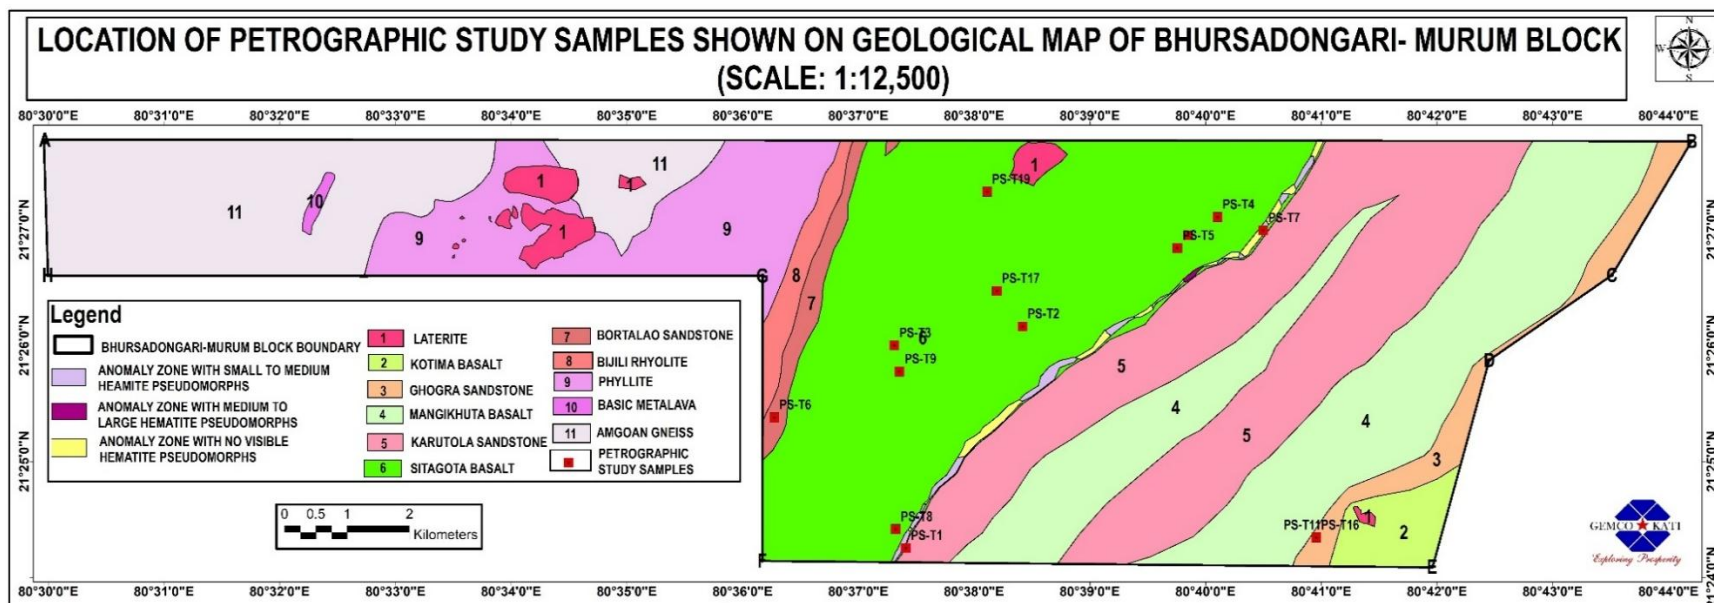 LOCATION OF PETROGRAPHIC STUDY SAMPLES SHOWN ON GEOLOGICAL MAP OF BHURSADONGARI- MURUM BLOCK
(SCALE: 1:12,500)
N
W
S
80°30'0"E 80°31'0"E 80°32'0"E 80°33'0"E 80°34'0"E 80°35'0"E 80°36'0"E 80°37'0"E 80°38'0"E 80°39'0"E 80°40'0"E 80°41'0"E 80°42'0"E 80°43'0"E 80°44'0"E
A
B
11
1
1
1
PS-T19
10
11
PS-T4
21°27'0"N
21°27'0"N
9
1
9
PS-T7
PS-T5
H
G
8
C
PS-T17
7
PS-T2
PS-T3
6
21°26'0"N
21°26'0"N
D
PS-T9
5
PS-T6
4
5
4
3
21°25'0"N
21°25'0"N
PS-T8
PS-T1
PS-T11PS-T16
1
2
F
E
21°24'0"N
Legend
BHURSADONGARI-MURUM BLOCK BOUNDARY
ANOMALY ZONE WITH SMALL TO MEDIUM
HEAMITE PSEUDOMORPHS
ANOMALY ZONE WITH MEDIUM TO
LARGE HEMATITE PSEUDOMORPHS
ANOMALY ZONE WITH NO VISIBLE
HEMATITE PSEUDOMORPHS
1 LATERITE
2 KOTIMA BASALT
3 GHOGRA SANDSTONE
4 MANGIKHUTA BASALT
5 KARUTOLA SANDSTONE
6 SITAGOTA BASALT
7 BORTALAO SANDSTONE
8 BIJILI RHYOLITE
9 PHYLLITE
10 BASIC METALAVA
11 AMGOAN GNEISS
PETROGRAPHIC
STUDY SAMPLES
0 0.5 1 2
Kilometers
GEMCO KATI
Exploring Prosperity
80°30'0"E 80°31'0"E 80°32'0"E 80°33'0"E 80°34'0"E 80°35'0"E 80°36'0"E 80°37'0"E 80°38'0"E 80°39'0"E 80°40'0"E 80°41'0"E 80°42'0"E 80°43'0"E 80°44'0"E